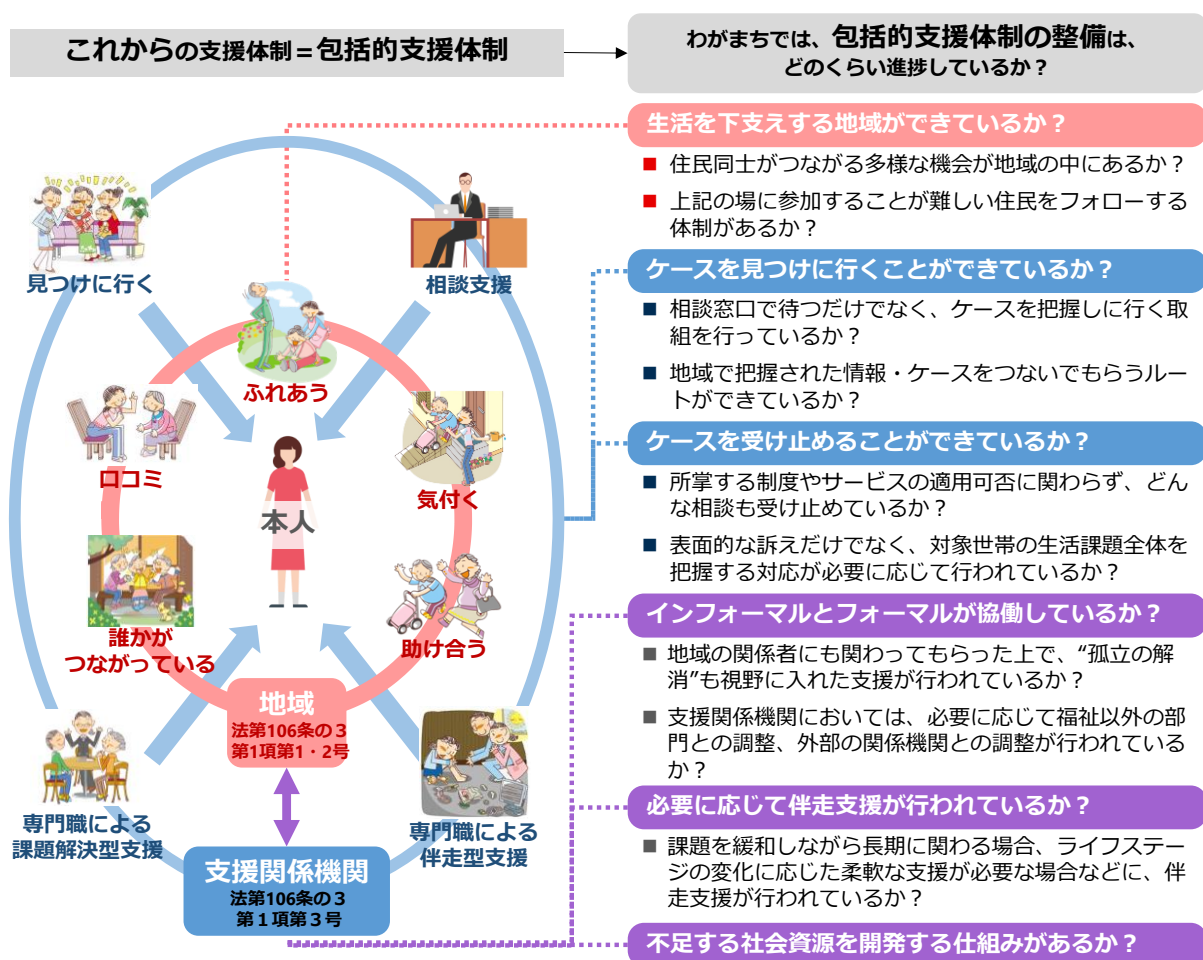 これからの支援体制＝包括的支援体制
わがまちでは、包括的支援体制の整備は、
どのくらい進捗しているか？
見つけに行く
相談支援
ふれあう
口コミ
気付く
本人
誰かが
つながっている
助け合う
地域
法第106条の３
第1項第1・2号
専門職による
課題解決型支援
専門職による
伴走型支援
支援関係機関
法第106条の３
第１項第３号
生活を下支えする地域ができているか？
■ 住民同士がつながる多様な機会が地域の中にあるか？
■ 上記の場に参加することが難しい住民をフォローする
体制があるか？
ケースを見つけに行くことができているか？
■ 相談窓口で待つだけでなく、ケースを把握しに行く取
組を行っているか？
■ 地域で把握された情報・ケースをつないでもらうルー
トができているか？
ケースを受け止めることができているか？
■ 所掌する制度やサービスの適用可否に関わらず、どん
な相談も受け止めているか？
■ 表面的な訴えだけでなく、対象世帯の生活課題全体を
把握する対応が必要に応じて行われているか？
インフォーマルとフォーマルが協働しているか？
■ 地域の関係者にも関わってもらった上で、“孤立の解
消”も視野に入れた支援が行われているか？
■ 支援関係機関においては、必要に応じて福祉以外の部
門との調整、外部の関係機関との調整が行われている
か？
必要に応じて伴走支援が行われているか？
■ 課題を緩和しながら長期に関わる場合、ライフステー
ジの変化に応じた柔軟な支援が必要な場合などに、伴
走支援が行われているか？
不足する社会資源を開発する仕組みがあるか？